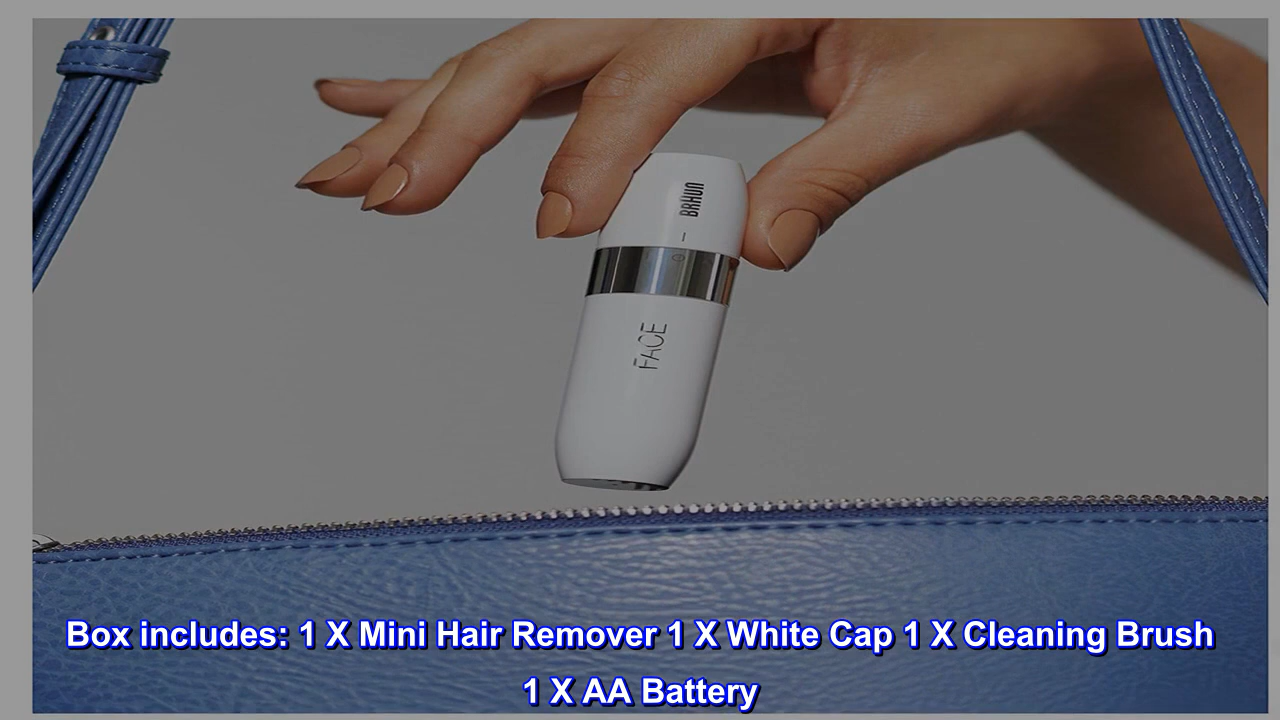 BRAUN
FACE
Box includes: 1 X Mini Hair Remover 1 X White Cap 1 X Cleaning Brush
1 X AA Battery